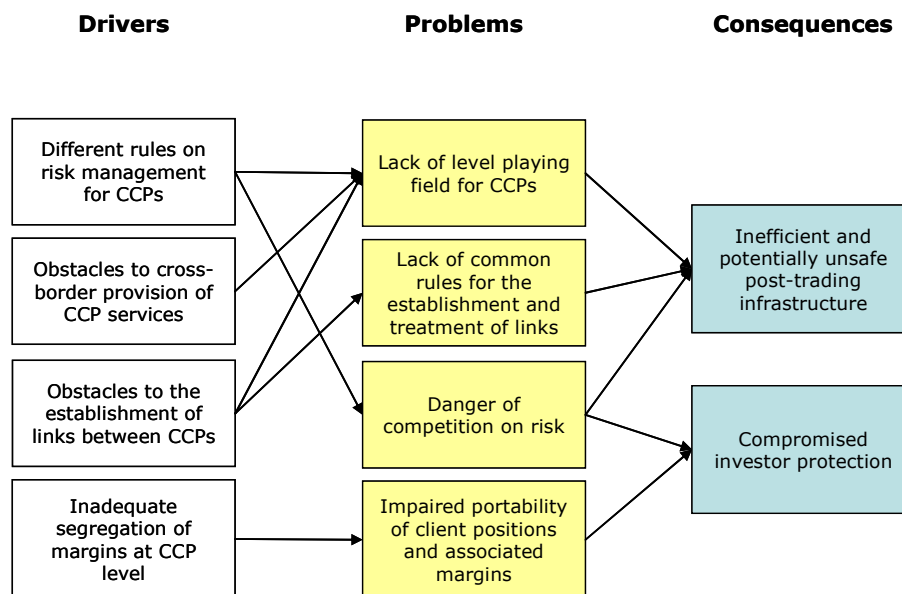 Drivers
Problems
Consequences
Different rules on
risk management
for CCPs
Obstacles to cross-
border provision of
CCP services
Obstacles to the
establishment of
links between CCPs
Inadequate
segregation of
margins at CCP
level
Lack of level playing
field for CCPs
Lack of common
rules for the
establishment and
treatment of links
Danger of
competition on risk
Impaired portability
of client positions
and associated
margins
Inefficient and
potentially unsafe
post-trading
infrastructure
Compromised
investor protection